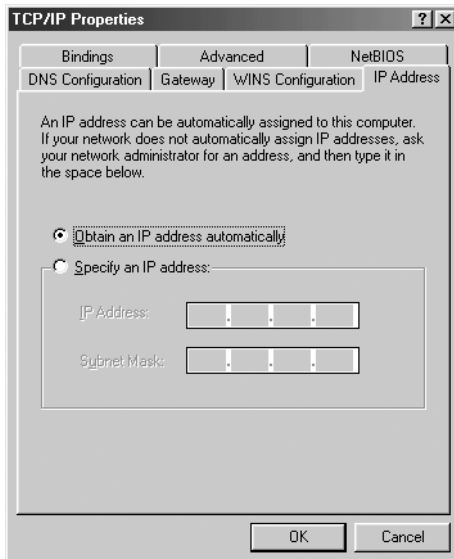 TCP/IP Properties
Bindings Advanced NetBIOS
DNS Configuration Gateway WINS Configuration IP Address
An IP address can be automatically assigned to this computer.
If your network does not automatically assign IP addresses, ask
your network administrator for an address, and then type it in
the space below.
Obtain an IP address automatically
Specify an IP address:
IP Address:
Subnet Mask:
OK Cancel